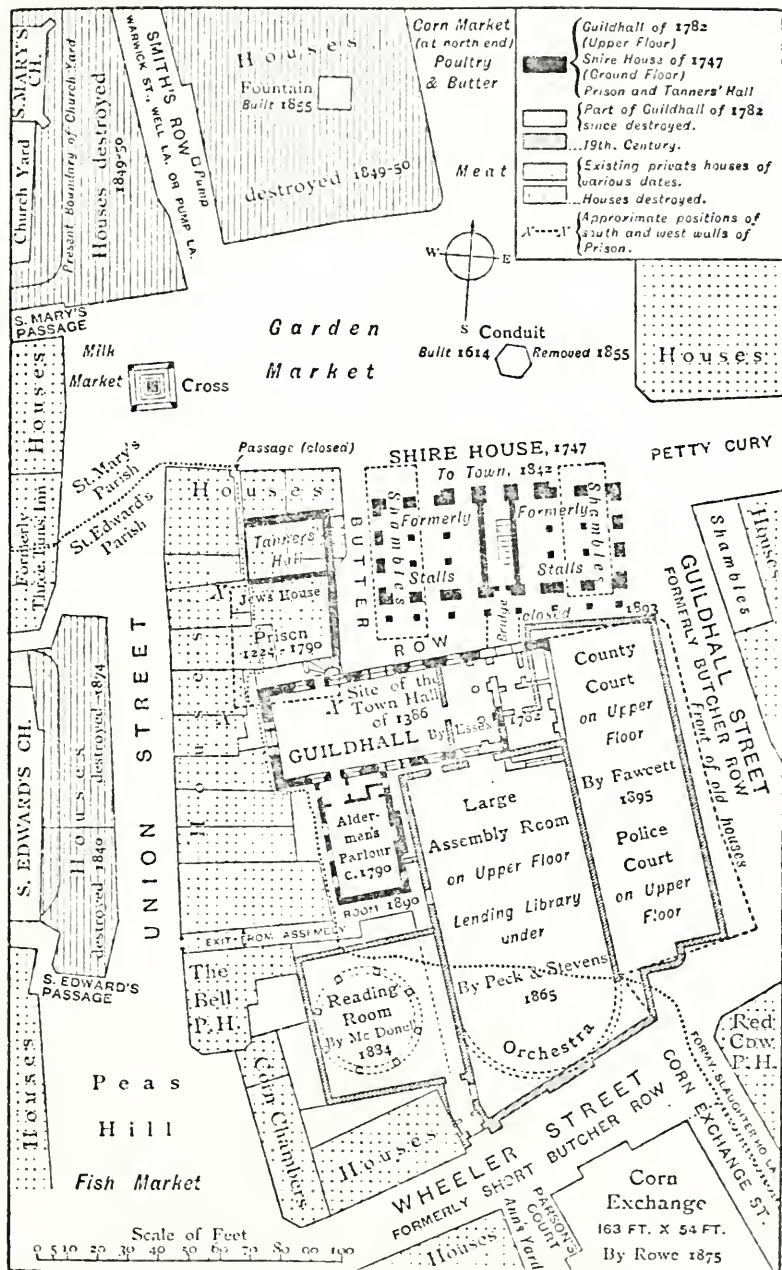 S. MARY'S CH.
Church Yard
Present Boundary of Church Yard
Houses destroyed
1849-50
SMITH'S ROW
WARWICK ST., WELL LA. OR PUMP LA.
Pump
Houses
Fountain
Built 1855
destroyed 1849-50
Corn Market
(at north end)
Poultry
& Butter
Meat
Guildhall of 1782
(Upper Floor)
Shire House of 1747
(Ground Floor)
Prison and Tanners' Hall
Part of Guildhall of 1782
since destroyed.
...19th. Century.
Existing private houses of
various dates.
...Houses destroyed.
X----X
Approximate positions of
south and west walls of
Prison.
W
E
S
S. MARY'S
PASSAGE
Milk
Market
Cross
Garden
Market
Conduit
Built 1614
Removed 1855
Houses
Houses
Formerly
Three Tuns Inn
St. Mary's
Parish
St. Edward's
Parish
Passage (closed)
Houses
SHIRE HOUSE, 1747
To Town, 1842
PETTY CURY
Tanners'
Hall
X
Jews House
Prison
1224-1790
BUTTER
ROW
Shambles
Formerly
Stalls
Formerly
Stalls
Shambles
Bridge
closed
1893
Shambles
Houses
GUILDHALL STREET
FORMERLY BUTCHER ROW
Front of old houses
S. EDWARD'S CH.
Houses
destroyed 1874
destroyed 1840
UNION STREET
Houses
X
X
Site of the
Town Hall
of 1386
GUILDHALL By Essex 1782
County
Court
on Upper
Floor
By Fawcett
1895
Police
Court
on Upper
Floor
Alder-
men's
Parlour
c. 1790
Large
Assembly Room
on Upper Floor
Lending Library
under
By Peck & Stevens
1865
Orchestra
EXIT FROM ASSEMBLY
ROOM 1890
S. EDWARD'S
PASSAGE
The
Bell
P.H.
Reading
Room
By Mc Donell
1884
Houses
Peas
Hill
Fish Market
Corn Chambers
Houses
WHEELER STREET
FORMERLY SHORT BUTCHER ROW
Red
Cow
P.H.
FORMY. SLAUGHTER HO. LA.
CORN EXCHANGE ST.
Corn
Exchange
163 FT. X 54 FT.
By Rowe 1875
PARSON'S
COURT
Anns Yard
Houses
Scale of Feet
0 5 10 20 30 40 50 60 70 80 90 100